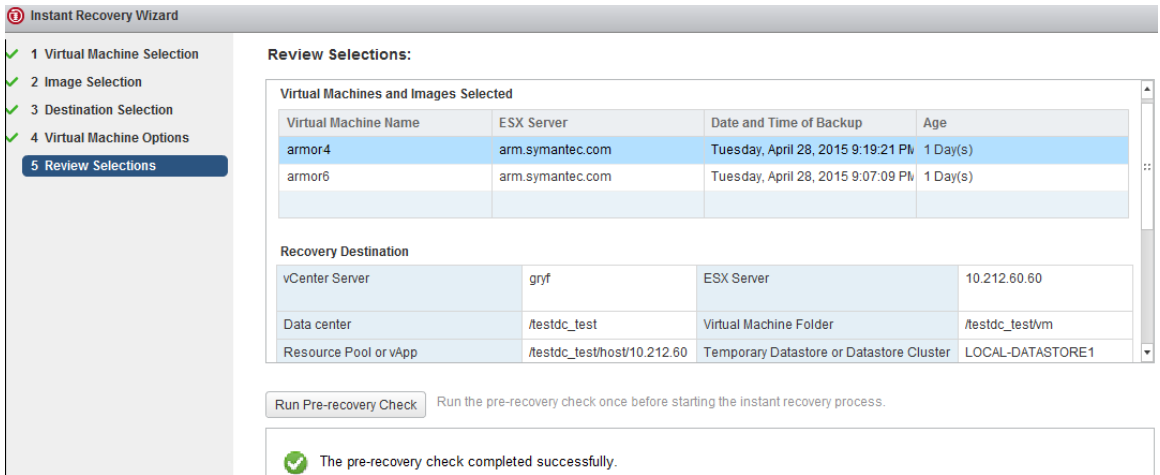 Instant Recovery Wizard
1 Virtual Machine Selection
2 Image Selection
3 Destination Selection
4 Virtual Machine Options
5 Review Selections
Review Selections:
Virtual Machines and Images Selected
Virtual Machine Name ESX Server Date and Time of Backup Age
armor4 arm.symantec.com Tuesday, April 28, 2015 9:19:21 PM 1 Day(s)
armor6 arm.symantec.com Tuesday, April 28, 2015 9:07:09 PM 1 Day(s)
Recovery Destination
vCenter Server gryf ESX Server 10.212.60.60
Data center /testdc_test Virtual Machine Folder /testdc_test/vm
Resource Pool or vApp /testdc_test/host/10.212.60 Temporary Datastore or Datastore Cluster LOCAL-DATASTORE1
Run Pre-recovery Check Run the pre-recovery check once before starting the instant recovery process.
The pre-recovery check completed successfully.